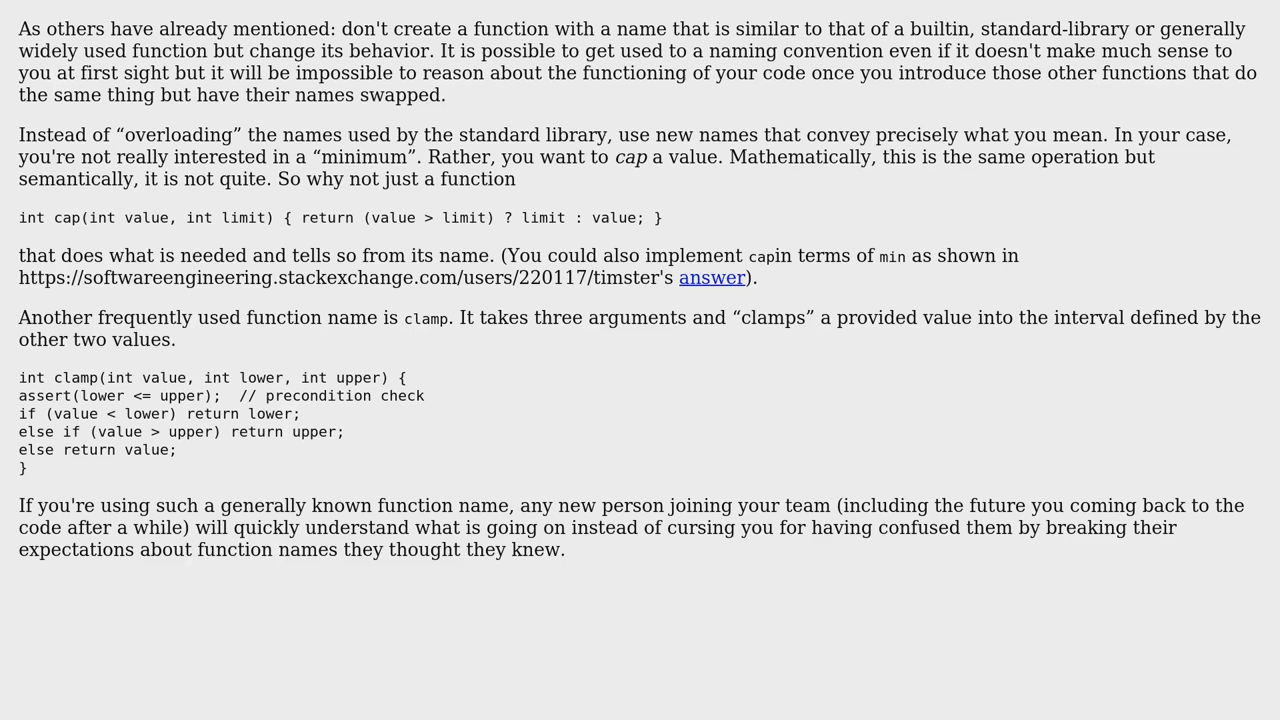 As others have already mentioned: don't create a function with a name that is similar to that of a builtin, standard-library or generally
widely used function but change its behavior. It is possible to get used to a naming convention even if it doesn't make much sense to
you at first sight but it will be impossible to reason about the functioning of your code once you introduce those other functions that do
the same thing but have their names swapped.
Instead of “overloading” the names used by the standard library, use new names that convey precisely what you mean. In your case,
you're not really interested in a “minimum”. Rather, you want to cap a value. Mathematically, this is the same operation but
semantically, it is not quite. So why not just a function
int cap(int value, int limit) { return (value > limit) ? limit : value; }
that does what is needed and tells so from its name. (You could also implement capin terms of min as shown in
https://softwareengineering.stackexchange.com/users/220117/timster's answer).
Another frequently used function name is clamp. It takes three arguments and “clamps” a provided value into the interval defined by the
other two values.
int clamp(int value, int lower, int upper) {
assert(lower <= upper);  // precondition check
if (value < lower) return lower;
else if (value > upper) return upper;
else return value;
}
If you're using such a generally known function name, any new person joining your team (including the future you coming back to the
code after a while) will quickly understand what is going on instead of cursing you for having confused them by breaking their
expectations about function names they thought they knew.